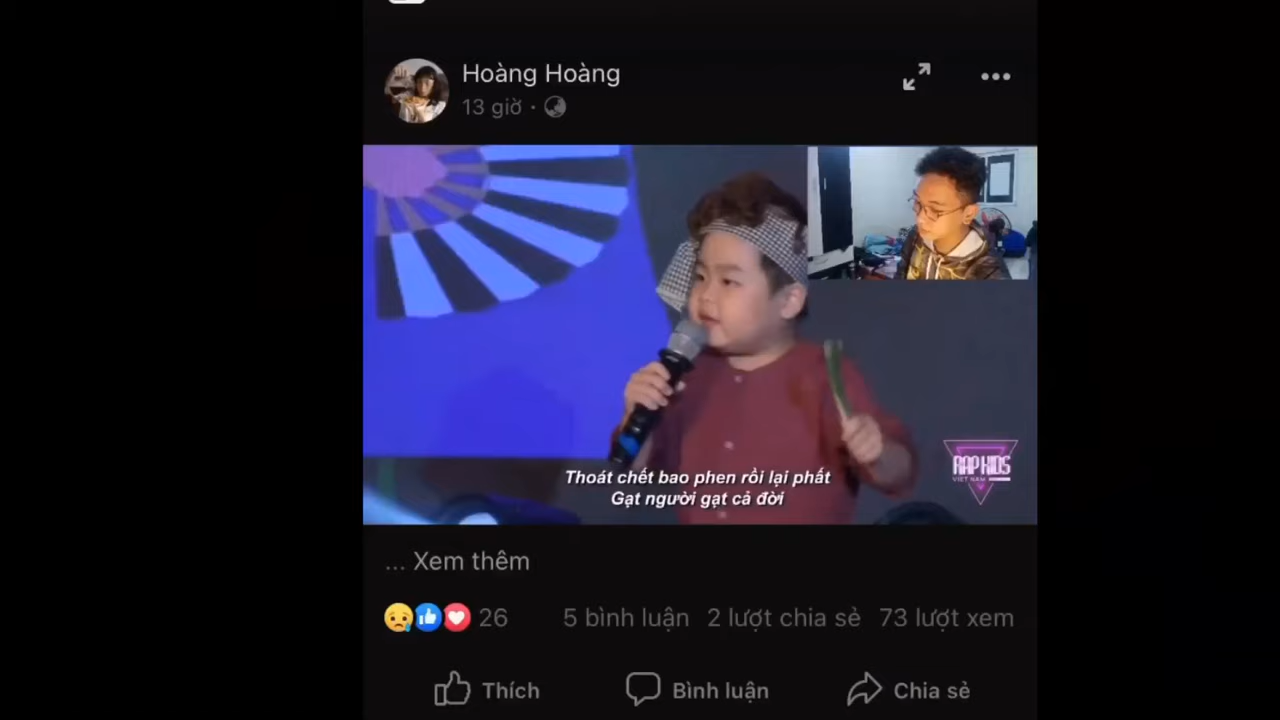 Hoàng Hoàng
13 giờ ·
Thoát chết bao phen rồi lại phất
Gạt người gạt cả đời
RAP KIDS
VIET NAM
... Xem thêm
26 5 bình luận 2 lượt chia sẻ 73 lượt xem
Thích Bình luận Chia sẻ